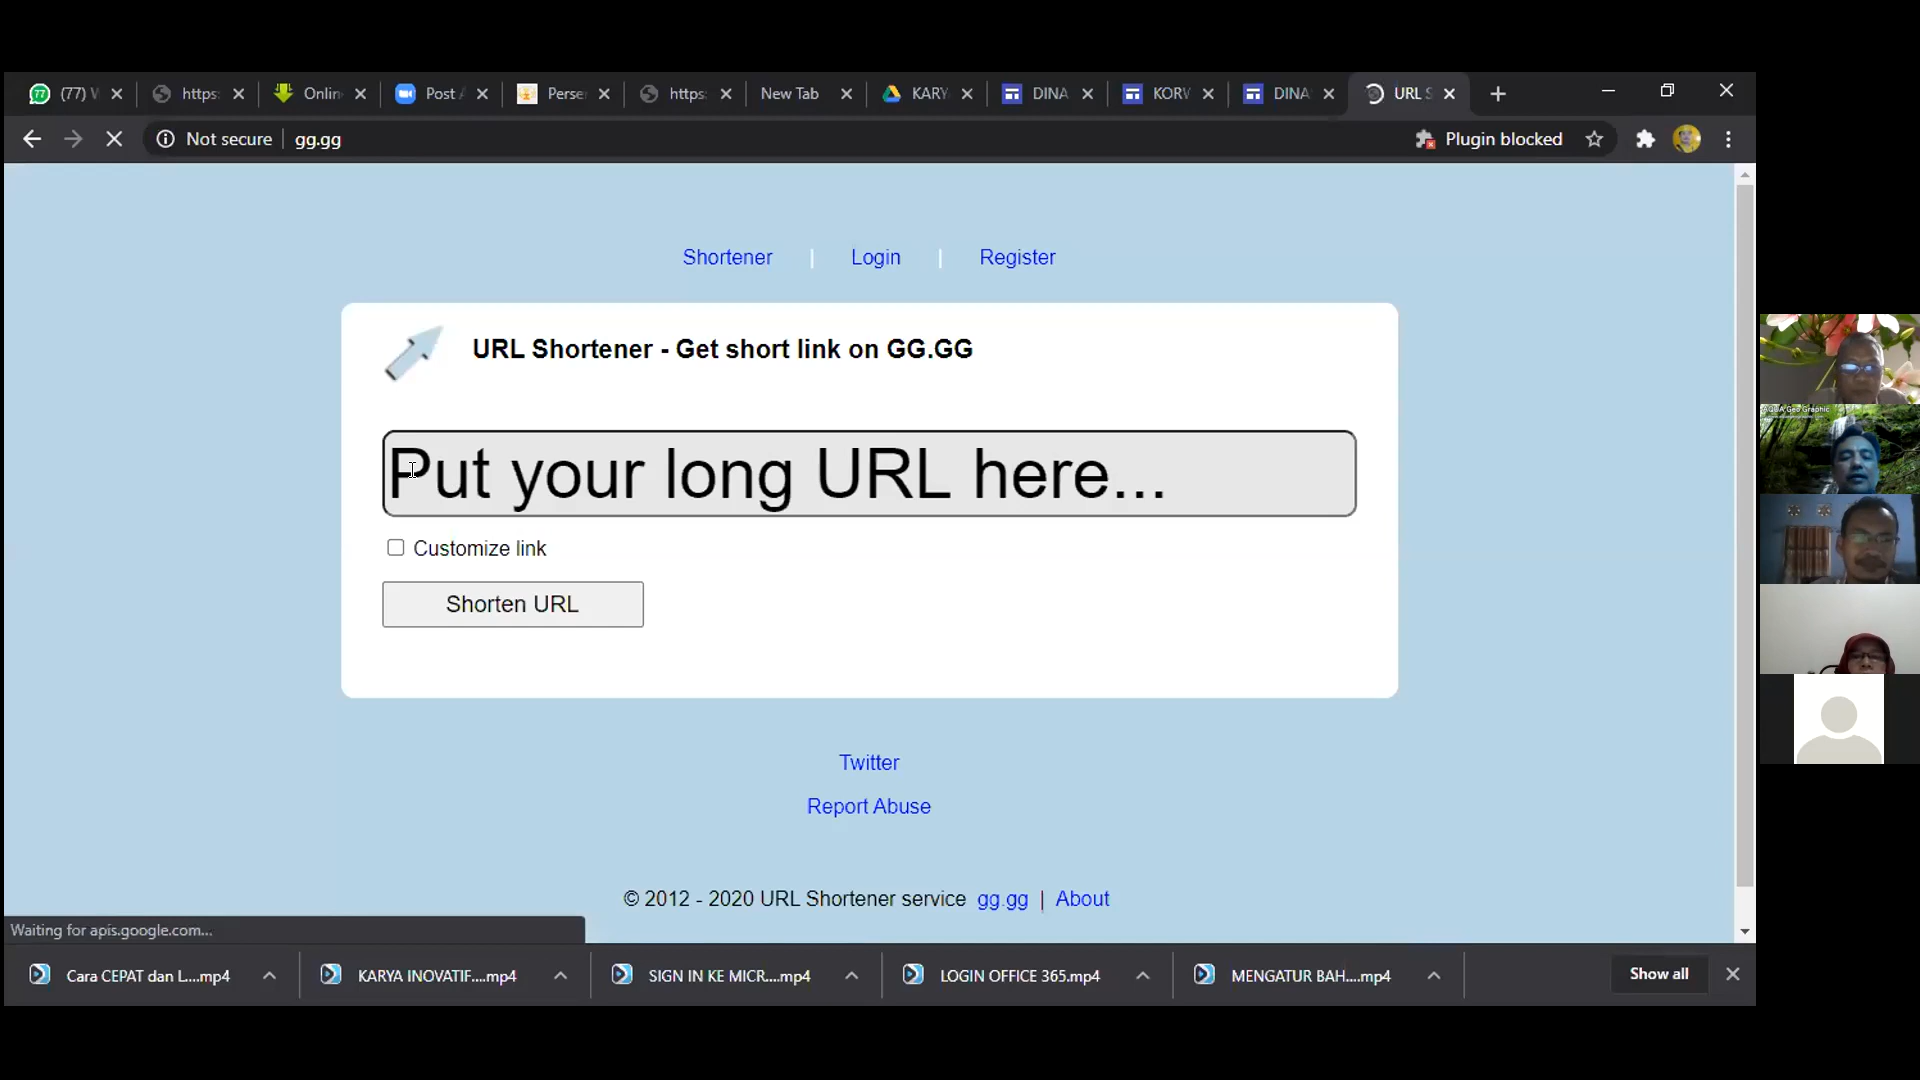 (77) W
https:
Onlin
Post A
Perse
https:
New Tab
KARY
DINA
KORV
DINA
URL S
Not secure
gg.gg
Plugin blocked
Shortener | Login | Register
URL Shortener - Get short link on GG.GG
Put your long URL here...
Customize link
Shorten URL
Twitter
Report Abuse
© 2012 - 2020 URL Shortener service gg.gg | About
Waiting for apis.google.com...
Cara CEPAT dan L....mp4
KARYA INOVATIF....mp4
SIGN IN KE MICR....mp4
LOGIN OFFICE 365.mp4
MENGATUR BAH....mp4
Show all
AQUA Geo Graphic